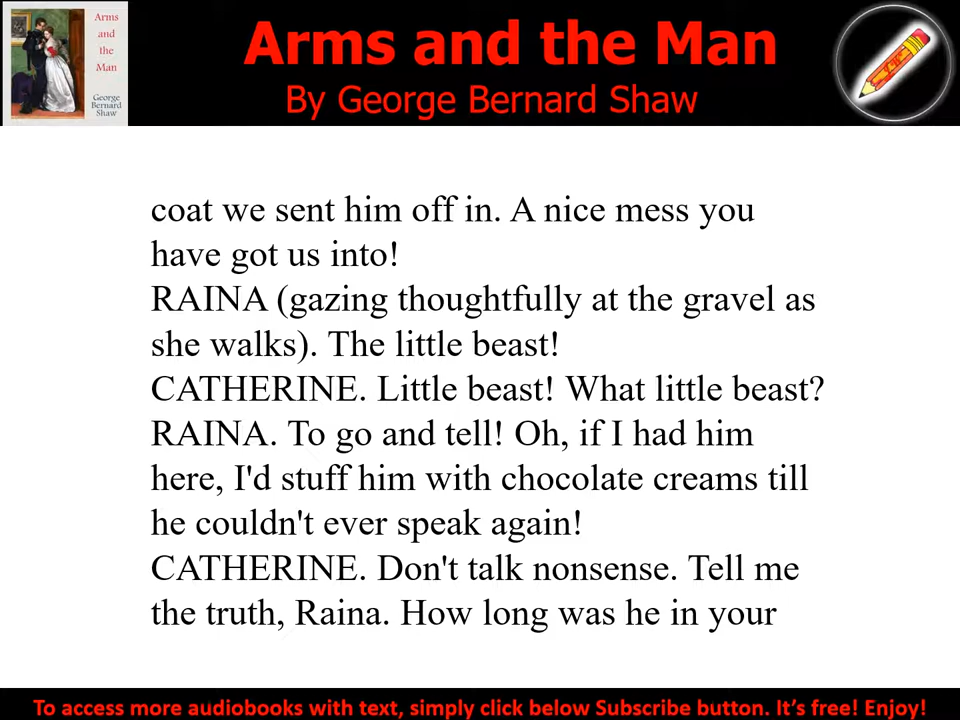 Arms
and
the
Man
George
Bernard
Shaw
Arms and the Man
By George Bernard Shaw
coat we sent him off in. A nice mess you
have got us into!
RAINA (gazing thoughtfully at the gravel as
she walks). The little beast!
CATHERINE. Little beast! What little beast?
RAINA. To go and tell! Oh, if I had him
here, I'd stuff him with chocolate creams till
he couldn't ever speak again!
CATHERINE. Don't talk nonsense. Tell me
the truth, Raina. How long was he in your
To access more audiobooks with text, simply click below Subscribe button. It's free! Enjoy!